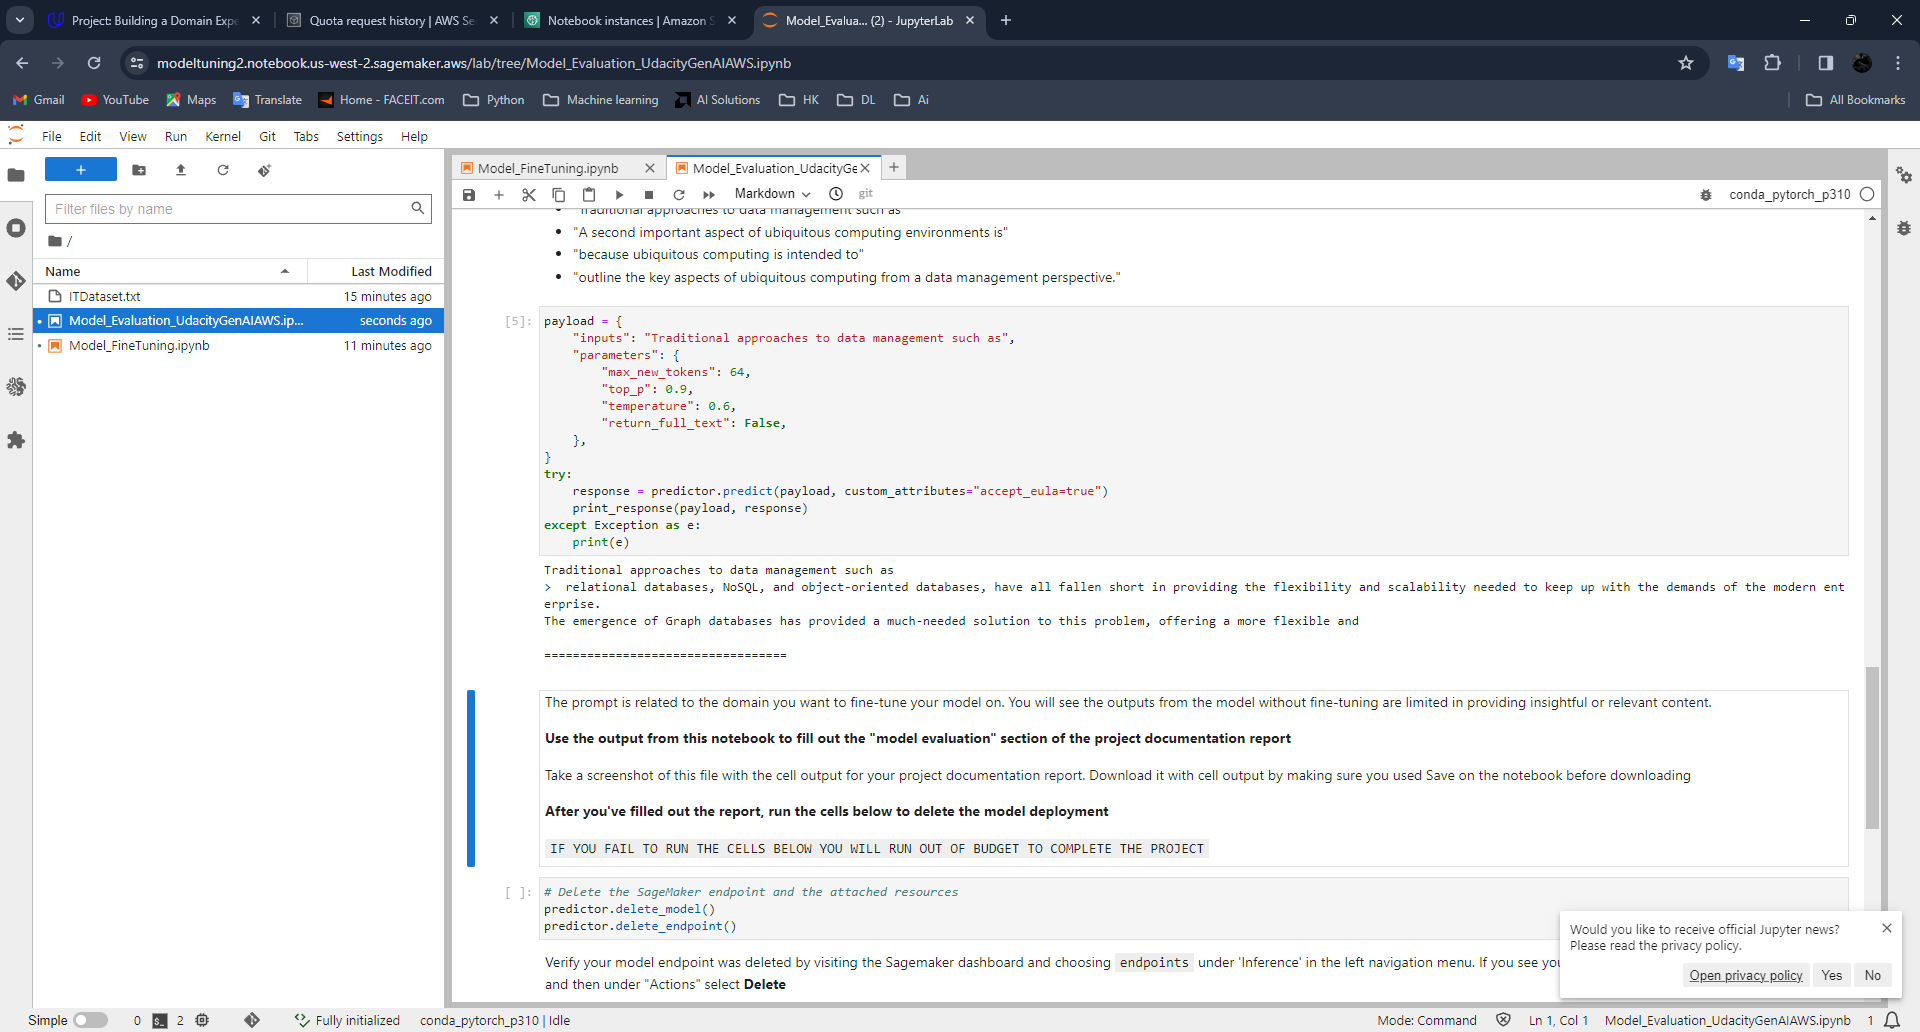 Project: Building a Domain Expe
Quota request history | AWS Se
Notebook instances | Amazon S
Model_Evalua... (2) - JupyterLab
modeltuning2.notebook.us-west-2.sagemaker.aws/lab/tree/Model_Evaluation_UdacityGenAIAWS.ipynb
Gmail YouTube Maps Translate Home - FACEIT.com Python Machine learning AI Solutions HK DL Ai All Bookmarks
File Edit View Run Kernel Git Tabs Settings Help
+
Filter files by name
/
Name Last Modified
ITDataset.txt 15 minutes ago
Model_Evaluation_UdacityGenAIAWS.ip... seconds ago
Model_FineTuning.ipynb 11 minutes ago
Model_FineTuning.ipynb
Model_Evaluation_UdacityGe
Markdown git conda_pytorch_p310
"Traditional approaches to data management such as"
"A second important aspect of ubiquitous computing environments is"
"because ubiquitous computing is intended to"
"outline the key aspects of ubiquitous computing from a data management perspective."
[5]: payload = {
"inputs": "Traditional approaches to data management such as",
"parameters": {
"max_new_tokens": 64,
"top_p": 0.9,
"temperature": 0.6,
"return_full_text": False,
},
}
try:
response = predictor.predict(payload, custom_attributes="accept_eula=true")
print_response(payload, response)
except Exception as e:
print(e)
Traditional approaches to data management such as
> relational databases, NoSQL, and object-oriented databases, have all fallen short in providing the flexibility and scalability needed to keep up with the demands of the modern ent
erprise.
The emergence of Graph databases has provided a much-needed solution to this problem, offering a more flexible and
==================================
The prompt is related to the domain you want to fine-tune your model on. You will see the outputs from the model without fine-tuning are limited in providing insightful or relevant content.
Use the output from this notebook to fill out the "model evaluation" section of the project documentation report
Take a screenshot of this file with the cell output for your project documentation report. Download it with cell output by making sure you used Save on the notebook before downloading
After you've filled out the report, run the cells below to delete the model deployment
IF YOU FAIL TO RUN THE CELLS BELOW YOU WILL RUN OUT OF BUDGET TO COMPLETE THE PROJECT
[ ]: # Delete the SageMaker endpoint and the attached resources
predictor.delete_model()
predictor.delete_endpoint()
Verify your model endpoint was deleted by visiting the Sagemaker dashboard and choosing endpoints under 'Inference' in the left navigation menu. If you see you
and then under "Actions" select Delete
Would you like to receive official Jupyter news?
Please read the privacy policy.
Open privacy policy Yes No
Simple 0 2 Fully initialized conda_pytorch_p310 | Idle Mode: Command Ln 1, Col 1 Model_Evaluation_UdacityGenAIAWS.ipynb 1